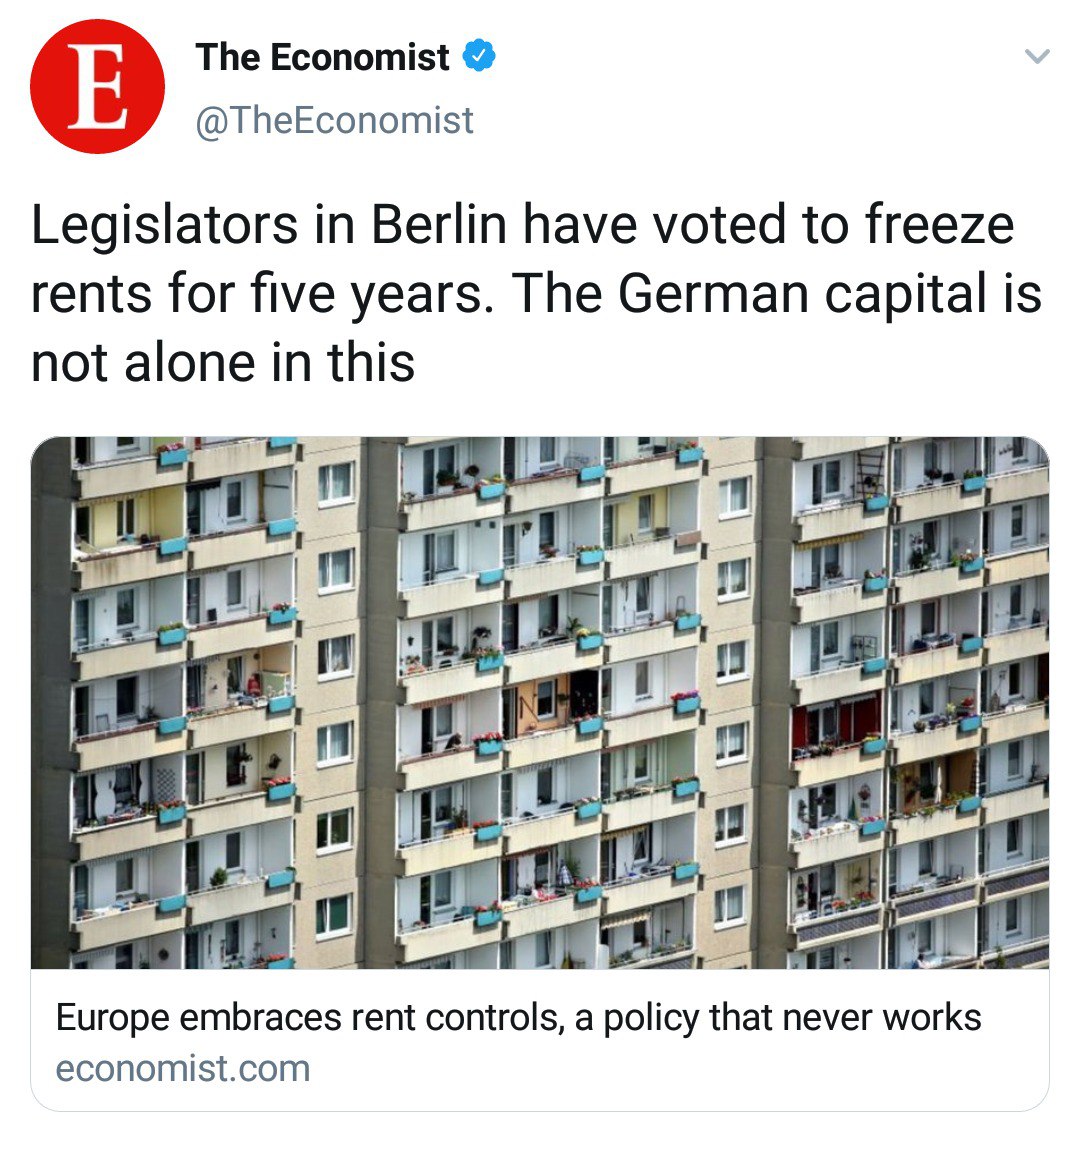 E
The Economist
@TheEconomist
Legislators in Berlin have voted to freeze
rents for five years. The German capital is
not alone in this
Europe embraces rent controls, a policy that never works
economist.com